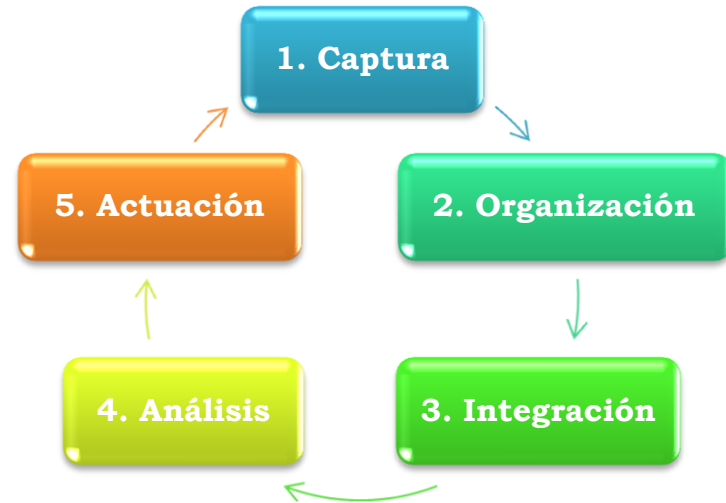 1. Captura
2. Organización
3. Integración
4. Análisis
5. Actuación